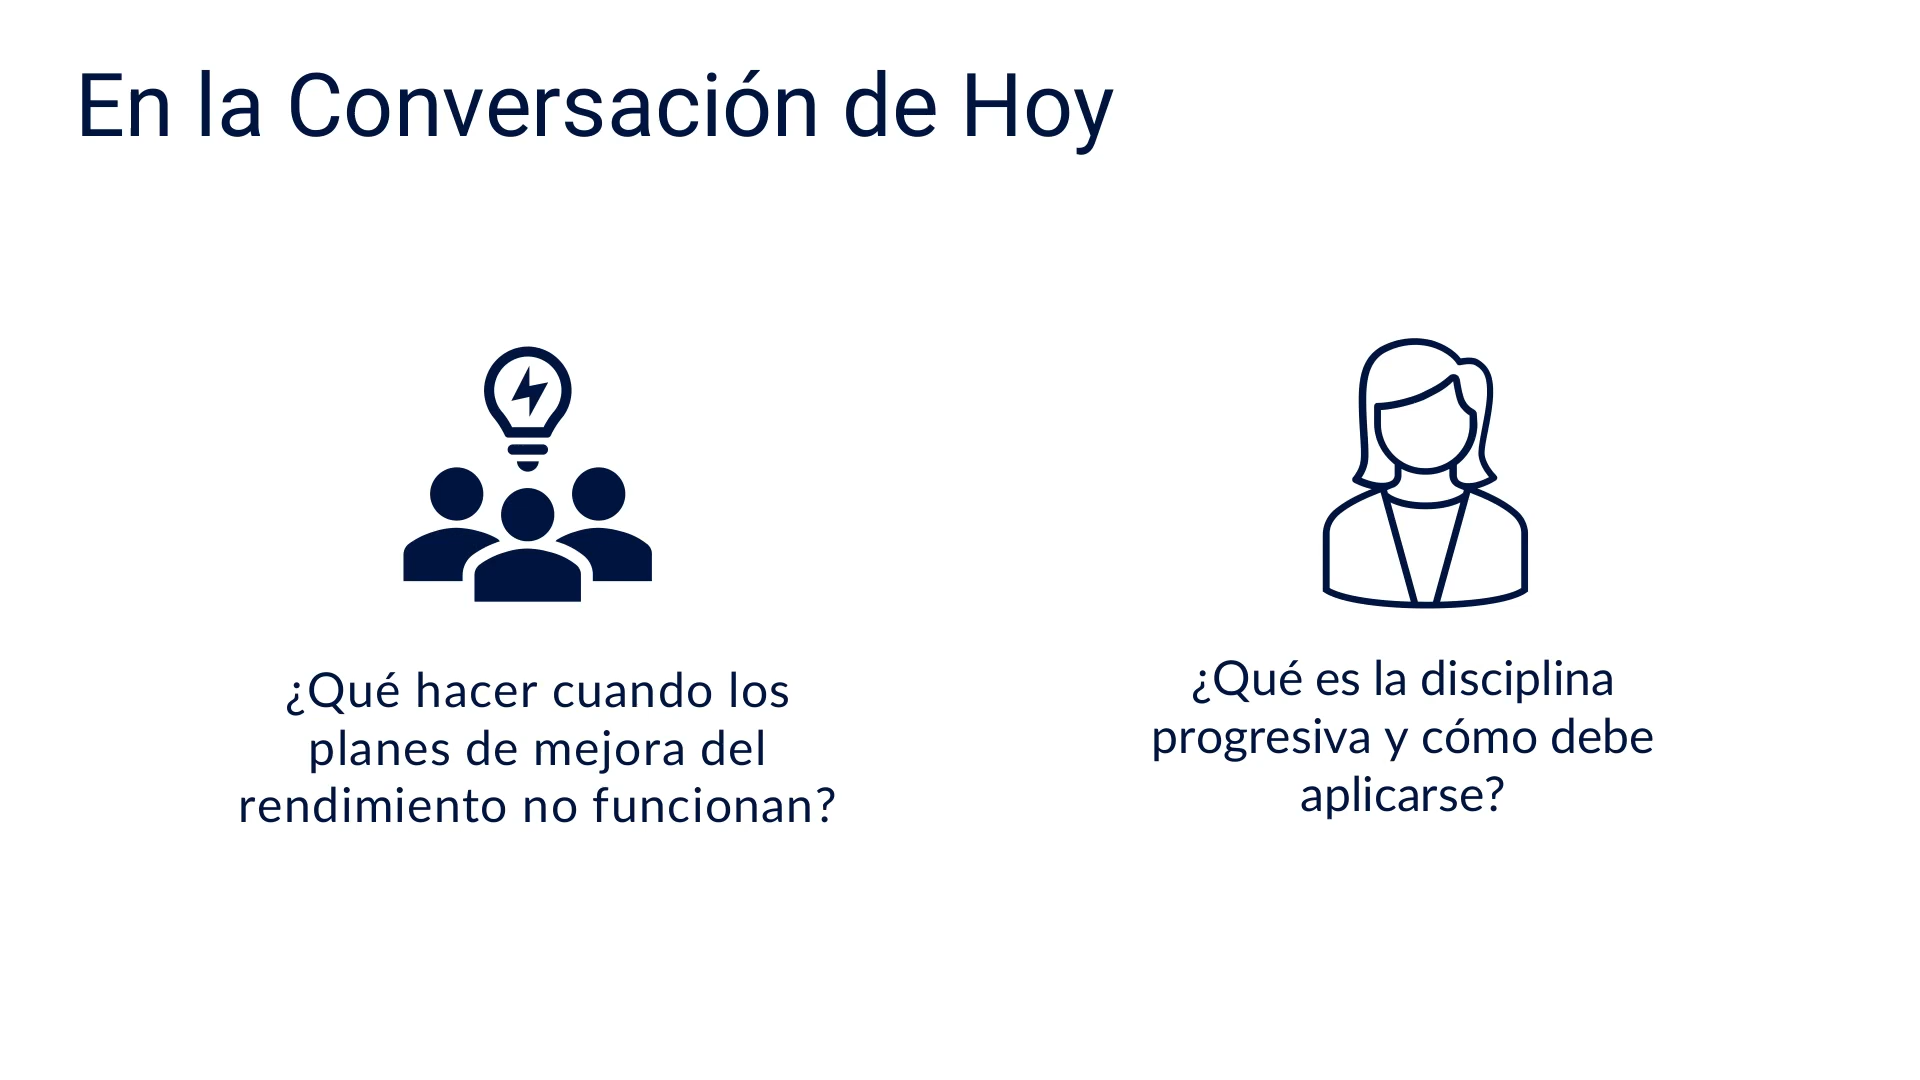 En la Conversación de Hoy
¿Qué hacer cuando los
planes de mejora del
rendimiento no funcionan?
¿Qué es la disciplina
progresiva y cómo debe
aplicarse?